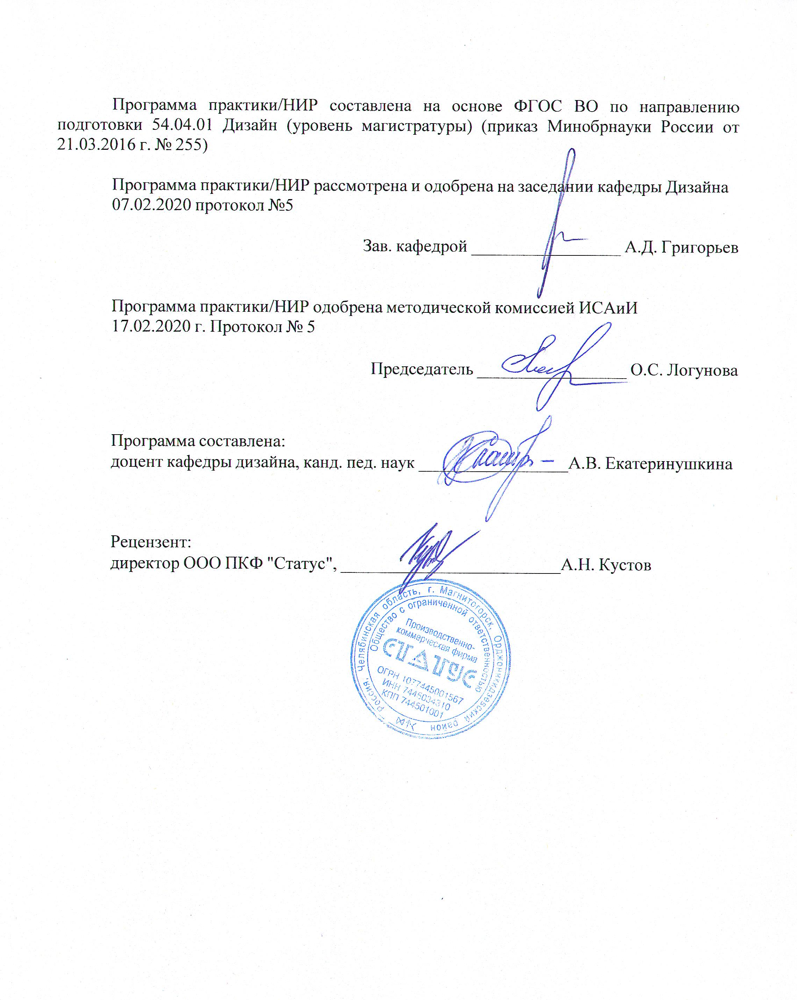 Программа практики/НИР составлена на основе ФГОС ВО по направлению
подготовки 54.04.01 Дизайн (уровень магистратуры) (приказ Минобрнауки России от
21.03.2016 г. № 255)
Программа практики/НИР рассмотрена и одобрена на заседании кафедры Дизайна
07.02.2020 протокол №5
Зав. кафедрой _________________ А.Д. Григорьев
Программа практики/НИР одобрена методической комиссией ИСАиИ
17.02.2020 г. Протокол № 5
Председатель _________________ О.С. Логунова
Программа составлена:
доцент кафедры дизайна, канд. пед. наук _________________А.В. Екатеринушкина
Рецензент:
директор ООО ПКФ "Статус", _________________________А.Н. Кустов
Россия, Челябинская область, г. Магнитогорск, Орджоникидзевский район
Общество с ограниченной ответственностью
Производственно-
коммерческая фирма
СТАТУС
ОГРН 1077445001567
ИНН 7445034310
КПП 744501001